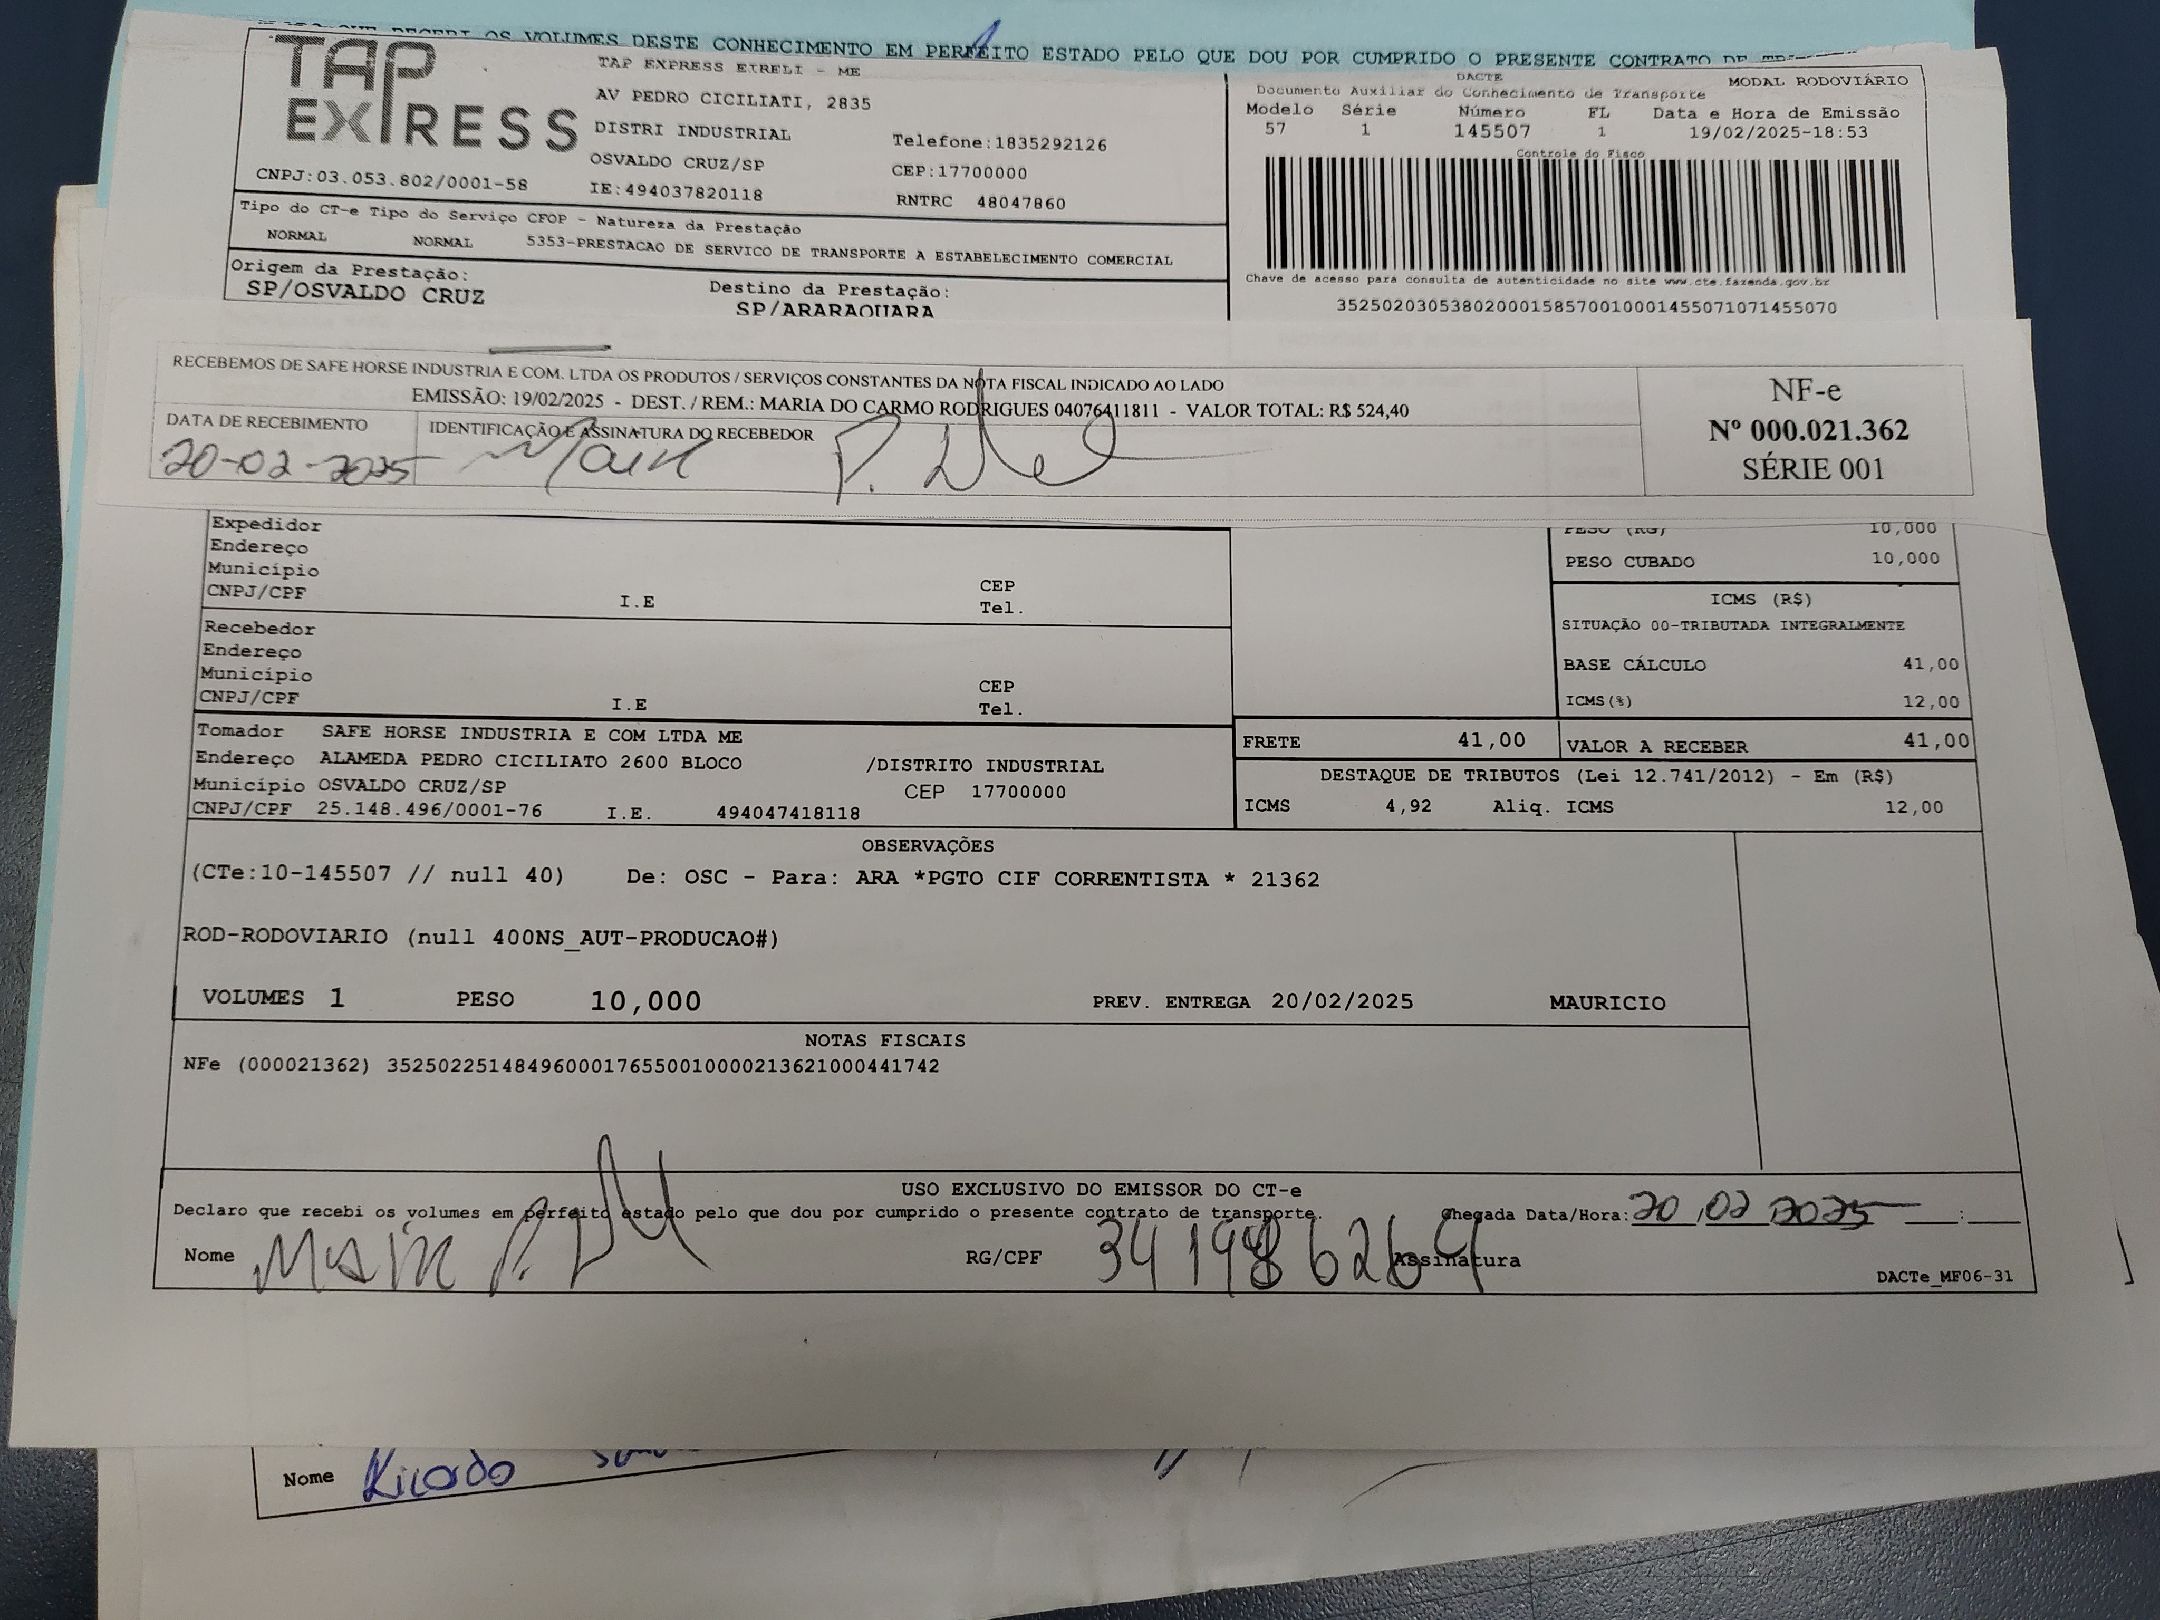 QUE RECEBI OS VOLUMES DESTE CONHECIMENTO EM PERFEITO ESTADO PELO QUE DOU POR CUMPRIDO O PRESENTE CONTRATO DE
TAP EXPRESS
TAP EXPRESS EIRELI - ME
AV PEDRO CICILIATI, 2835
DISTRI INDUSTRIAL
Telefone:1835292126
OSVALDO CRUZ/SP
CEP:17700000
CNPJ:03.053.802/0001-58
IE:494037820118
RNTRC 48047860
DACTE
MODAL RODOVIÁRIO
Documento Auxiliar do Conhecimento de Transporte
Modelo Série Número FL Data e Hora de Emissão
57 1 145507 1 19/02/2025-18:53
Controle do Fisco
Chave de acesso para consulta de autenticidade no site www.cte.fazenda.gov.br
35250203053802000158570010001455071071455070
Tipo do CT-e Tipo do Serviço CFOP - Natureza da Prestação
NORMAL NORMAL 5353-PRESTACAO DE SERVICO DE TRANSPORTE A ESTABELECIMENTO COMERCIAL
Origem da Prestação:
SP/OSVALDO CRUZ
Destino da Prestação:
SP/ARARAQUARA
RECEBEMOS DE SAFE HORSE INDUSTRIA E COM. LTDA OS PRODUTOS / SERVIÇOS CONSTANTES DA NOTA FISCAL INDICADO AO LADO
EMISSÃO: 19/02/2025 - DEST. / REM.: MARIA DO CARMO RODRIGUES 04076411811 - VALOR TOTAL: R$ 524,40
DATA DE RECEBIMENTO
IDENTIFICAÇÃO E ASSINATURA DO RECEBEDOR
20-02-2025
NF-e
Nº 000.021.362
SÉRIE 001
Expedidor
Endereço
Município
CEP
CNPJ/CPF I.E Tel.
Recebedor
Endereço
Município
CEP
CNPJ/CPF I.E Tel.
PESO (KG) 10,000
PESO CUBADO 10,000
ICMS (R$)
SITUAÇÃO 00-TRIBUTADA INTEGRALMENTE
BASE CÁLCULO 41,00
ICMS(%) 12,00
Tomador SAFE HORSE INDUSTRIA E COM LTDA ME
Endereço ALAMEDA PEDRO CICILIATO 2600 BLOCO /DISTRITO INDUSTRIAL
Município OSVALDO CRUZ/SP CEP 17700000
CNPJ/CPF 25.148.496/0001-76 I.E. 494047418118
FRETE 41,00 VALOR A RECEBER 41,00
DESTAQUE DE TRIBUTOS (Lei 12.741/2012) - Em (R$)
ICMS 4,92 Aliq. ICMS 12,00
OBSERVAÇÕES
(CTe:10-145507 // null 40) De: OSC - Para: ARA *PGTO CIF CORRENTISTA * 21362
ROD-RODOVIARIO (null 400NS_AUT-PRODUCAO#)
VOLUMES 1 PESO 10,000 PREV. ENTREGA 20/02/2025 MAURICIO
NOTAS FISCAIS
NFe (000021362) 35250225148496000176550010000213621000441742
USO EXCLUSIVO DO EMISSOR DO CT-e
Declaro que recebi os volumes em perfeito estado pelo que dou por cumprido o presente contrato de transporte. Chegada Data/Hora: 20 02 2025
Nome RG/CPF Assinatura
DACTe_MF06-31
Nome Ricardo